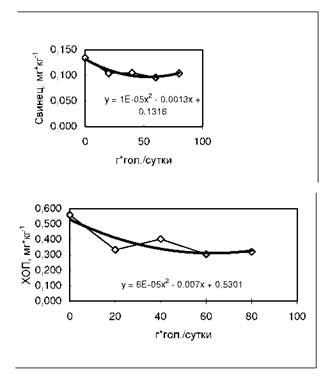 0,150
0,100
0,050
0,000
Свинец, мг*кг⁻¹
y = 1E-05x² - 0.0013x +
0.1316
0 50 100
г*гол./сутки
0,600
0,500
0,400
0,300
0,200
0,100
0,000
ХОП, мг*кг⁻¹
y = 6E-05x² - 0,007x + 0,5301
0 20 40 60 80 100
г*гол./сутки